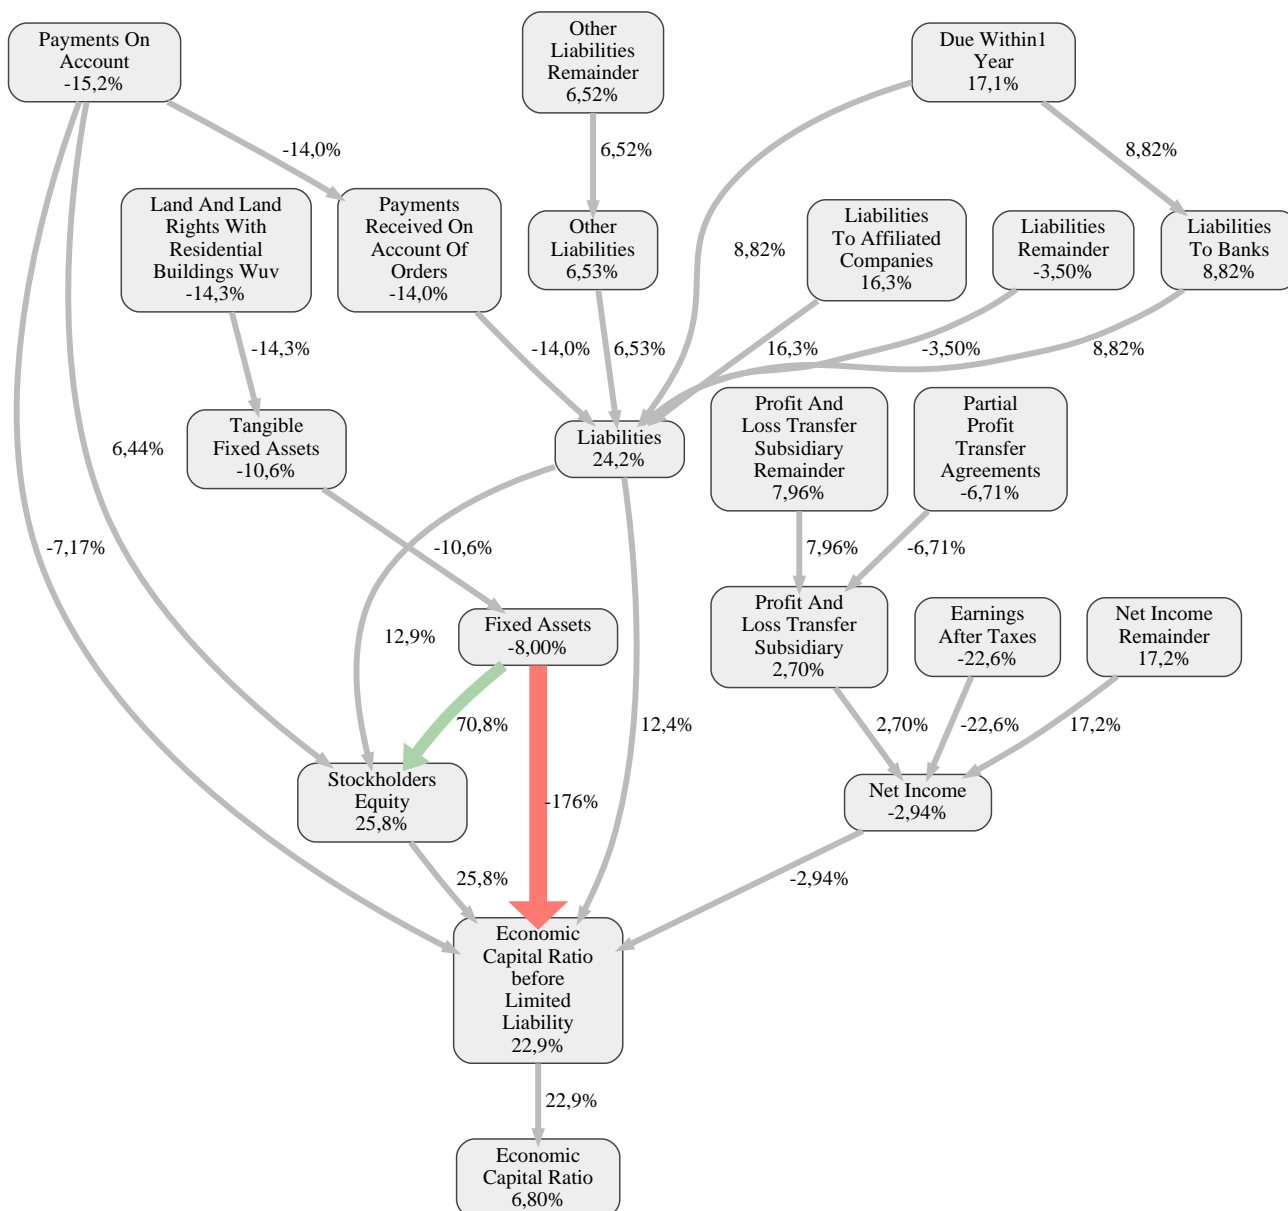 Payments On
Account
-15,2%
Other
Liabilities
Remainder
6,52%
Due Within1
Year
17,1%
-14,0%
6,52%
8,82%
Land And Land
Rights With
Residential
Buildings Wuv
-14,3%
Payments
Received On
Account Of
Orders
-14,0%
Other
Liabilities
6,53%
8,82%
Liabilities
To Affiliated
Companies
16,3%
Liabilities
Remainder
-3,50%
Liabilities
To Banks
8,82%
-14,3%
-14,0%
6,53%
16,3%
-3,50%
8,82%
Tangible
Fixed Assets
-10,6%
6,44%
Liabilities
24,2%
Profit And
Loss Transfer
Subsidiary
Remainder
7,96%
Partial
Profit
Transfer
Agreements
-6,71%
-7,17%
-10,6%
7,96%
-6,71%
12,9%
Fixed Assets
-8,00%
Profit And
Loss Transfer
Subsidiary
2,70%
Earnings
After Taxes
-22,6%
Net Income
Remainder
17,2%
70,8%
12,4%
2,70%
-22,6%
17,2%
Stockholders
Equity
25,8%
-176%
Net Income
-2,94%
25,8%
-2,94%
Economic
Capital Ratio
before
Limited
Liability
22,9%
22,9%
Economic
Capital Ratio
6,80%